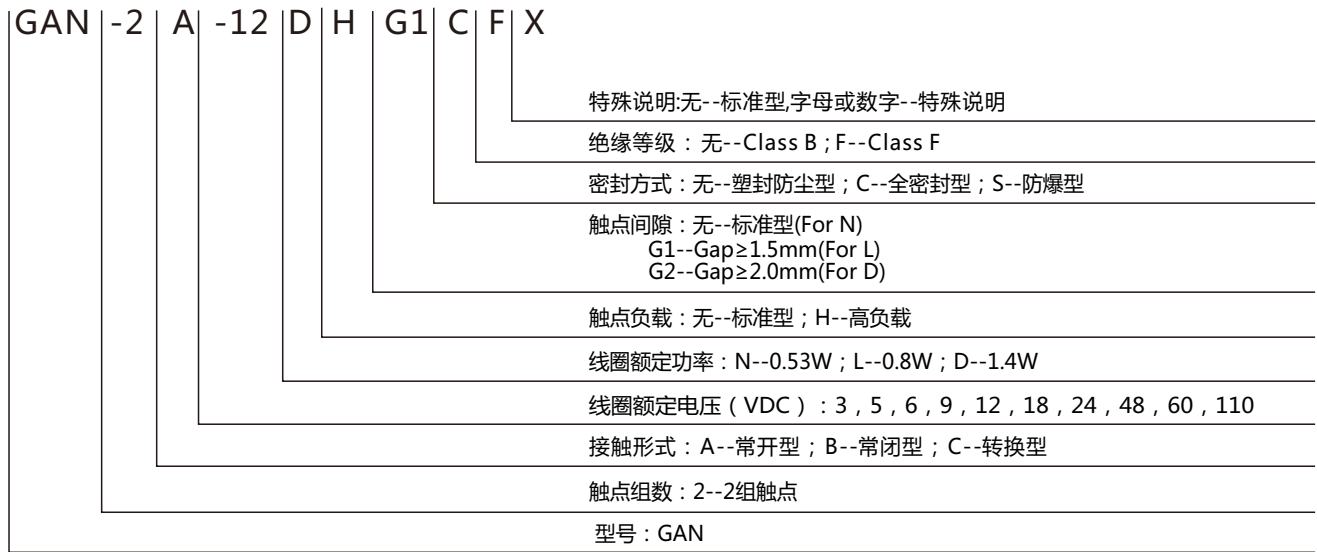 GAN -2 A -12 D H G1 C F X
特殊说明:无--标准型,字母或数字--特殊说明
绝缘等级：无--Class B；F--Class F
密封方式：无--塑封防尘型；C--全密封型；S--防爆型
触点间隙：无--标准型(For N)
G1--Gap≥1.5mm(For L)
G2--Gap≥2.0mm(For D)
触点负载：无--标准型；H--高负载
线圈额定功率：N--0.53W；L--0.8W；D--1.4W
线圈额定电压（VDC）：3，5，6，9，12，18，24，48，60，110
接触形式：A--常开型；B--常闭型；C--转换型
触点组数：2--2组触点
型号：GAN